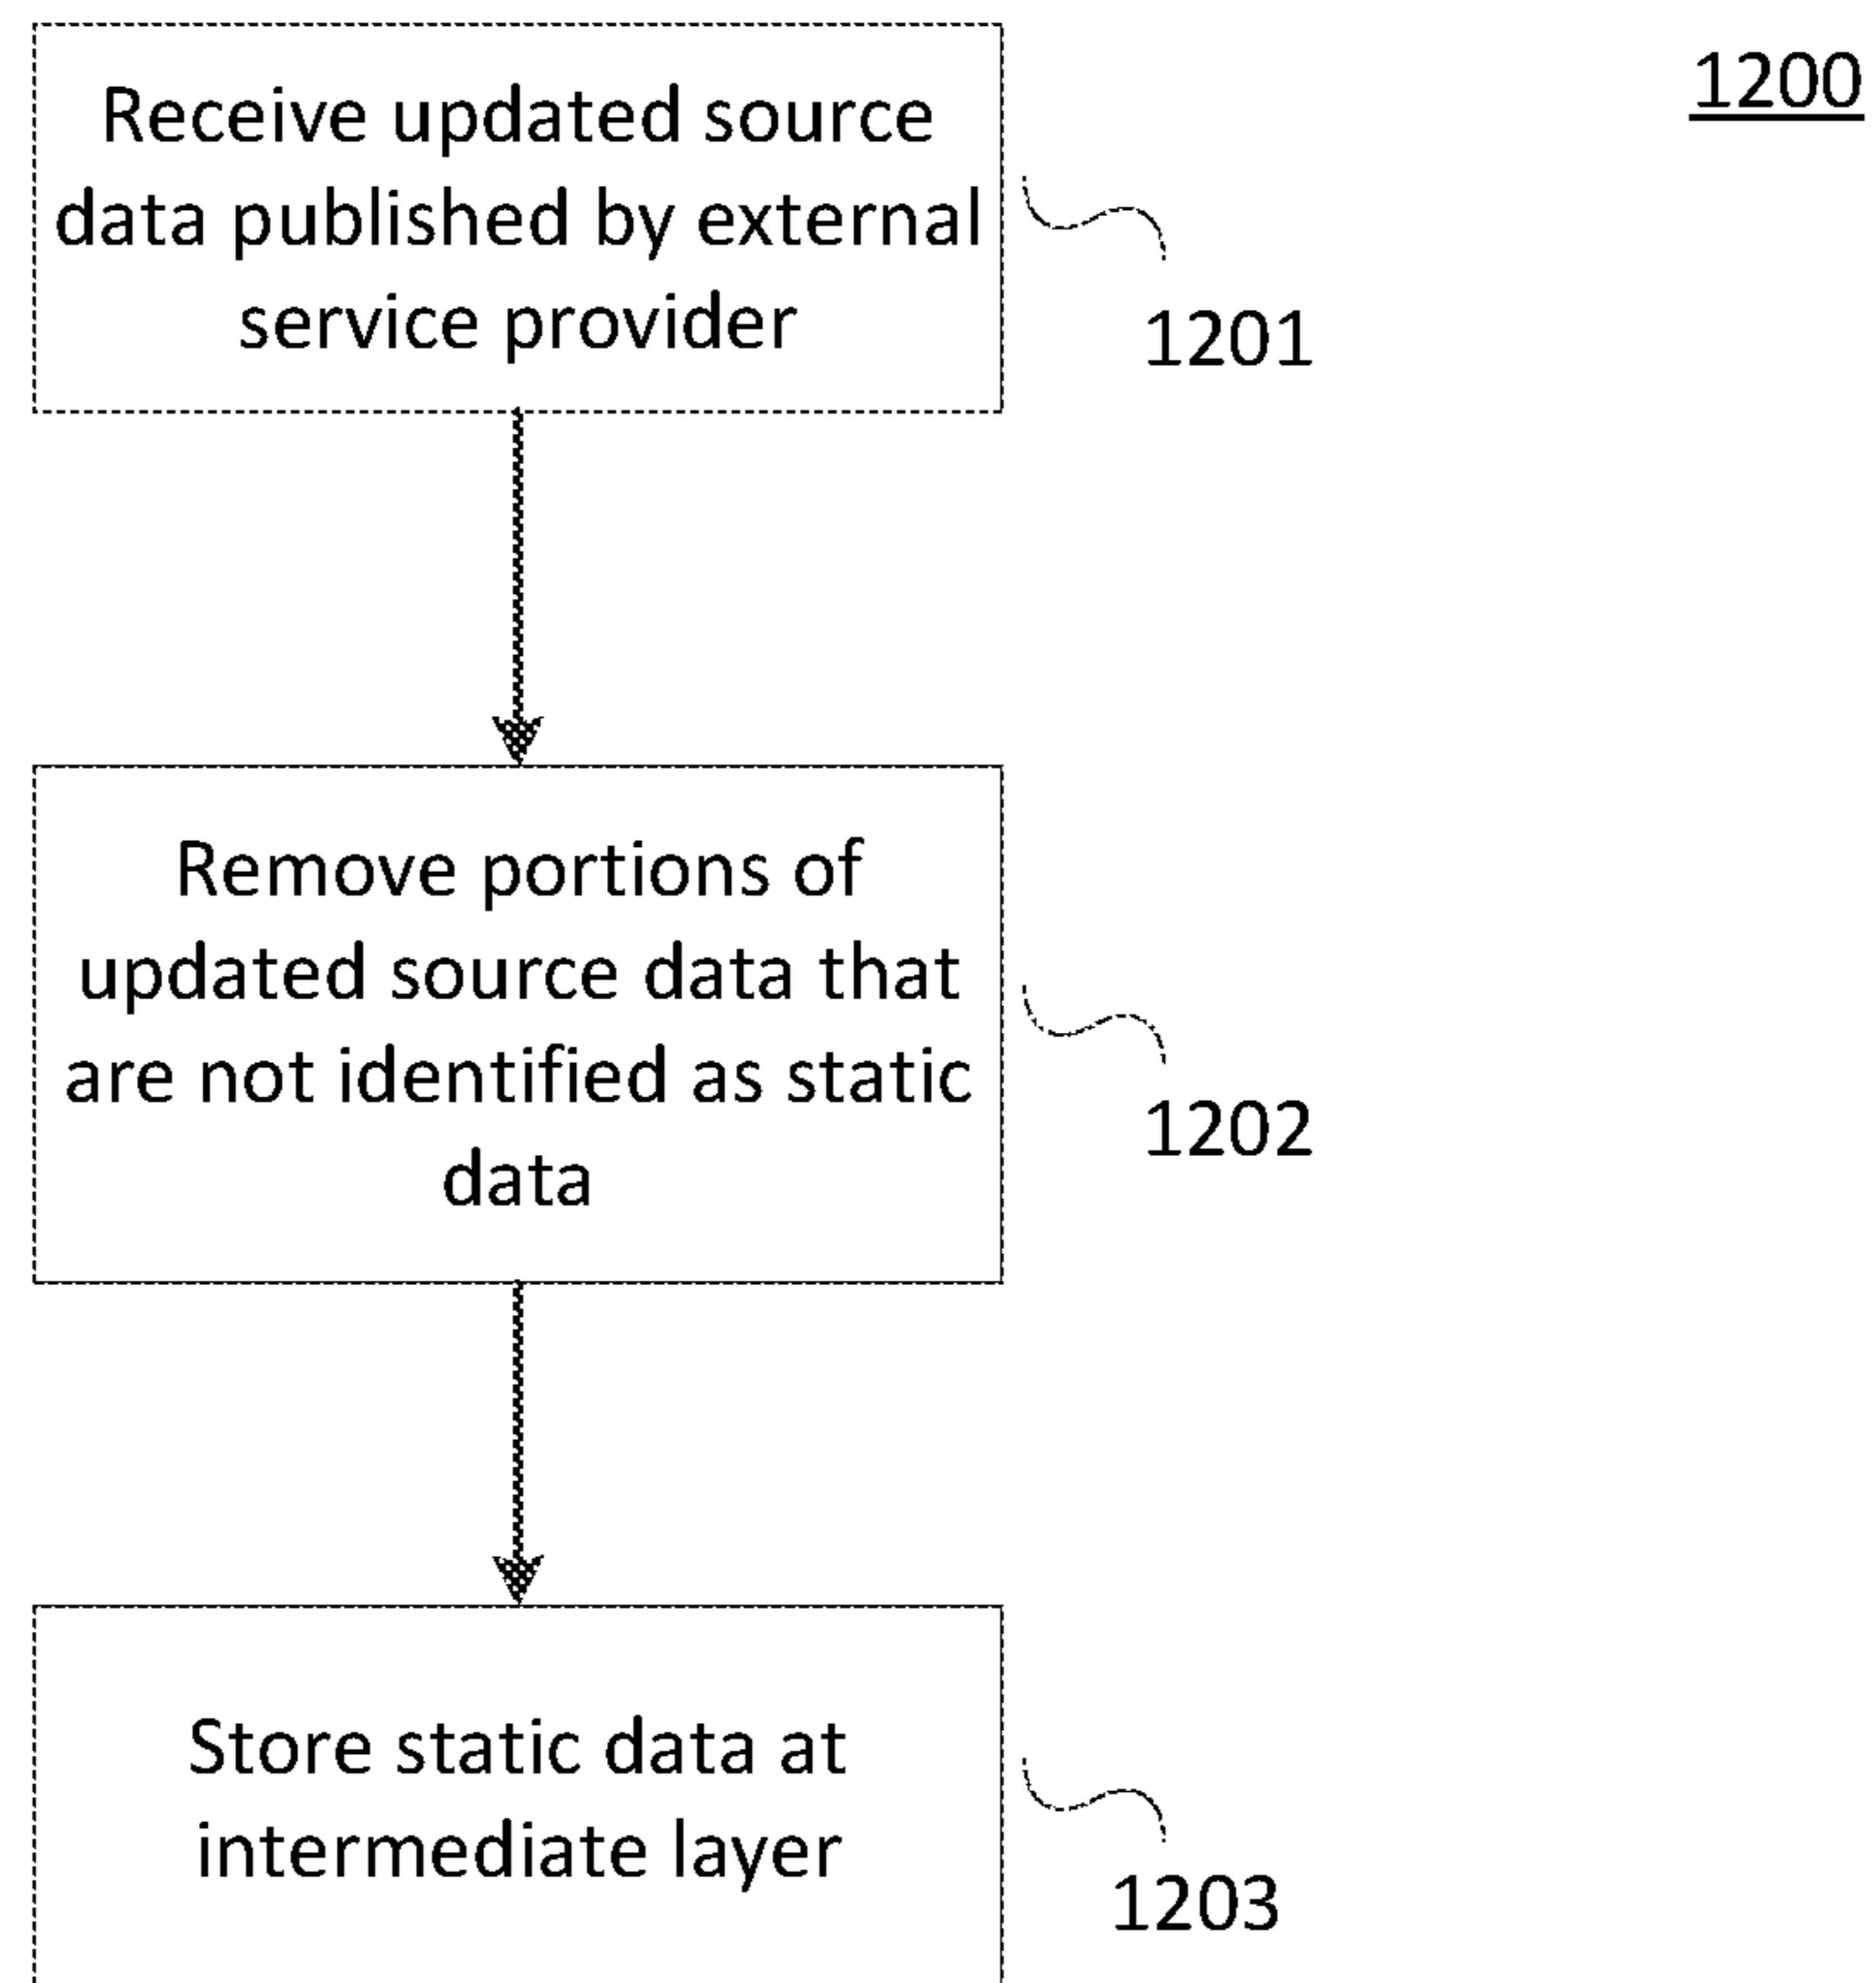 1200
Receive updated source
data published by external
service provider
1201
Remove portions of
updated source data that
are not identified as static
data
1202
Store static data at
intermediate layer
1203